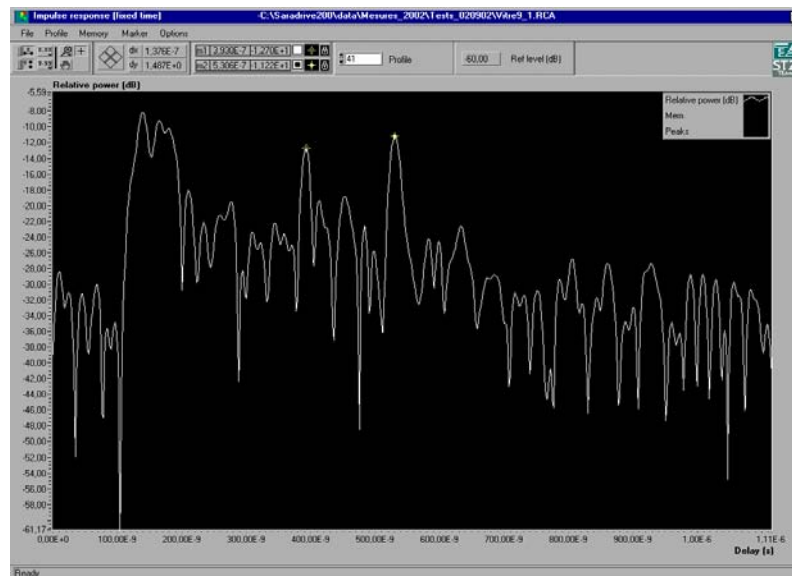 Impulse response (fixed time) -C:\Saradrive200\data\Mesures_2002\Tests_020902\Vitre9_1.RCA
File Profile Memory Marker Options
dx 1,376E-7
dy 1,487E+0
m1 -1,270E+1
m2 5,306E-7 -1,122E+1
41 Profile
-60,00 Ref level (dB)
Relative power (dB)
Relative power (dB)
Mem
Peaks
-5,59
-8,00
-10,00
-12,00
-14,00
-16,00
-18,00
-20,00
-22,00
-24,00
-26,00
-28,00
-30,00
-32,00
-34,00
-36,00
-38,00
-40,00
-42,00
-44,00
-46,00
-48,00
-50,00
-52,00
-54,00
-56,00
-58,00
-61,17
0,00E+0 100,00E-9 200,00E-9 300,00E-9 400,00E-9 500,00E-9 600,00E-9 700,00E-9 800,00E-9 900,00E-9 1,00E-6 1,11E-6
Delay (s)
Ready